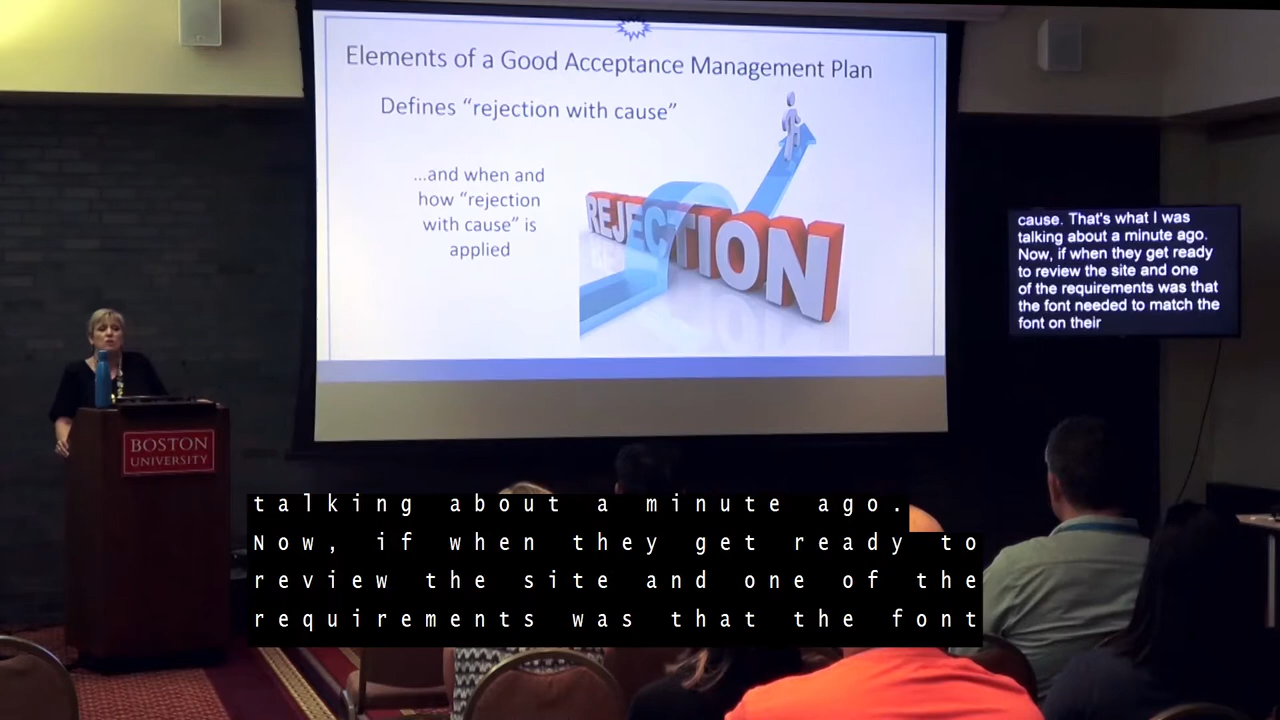 Elements of a Good Acceptance Management Plan
Defines “rejection with cause”
...and when and
how “rejection
with cause” is
applied
REJECTION
cause. That's what I was
talking about a minute ago.
Now, if when they get ready
to review the site and one
of the requirements was that
the font needed to match the
font on their
BOSTON
UNIVERSITY
talking about a minute ago.
Now, if when they get ready to
review the site and one of the
requirements was that the font